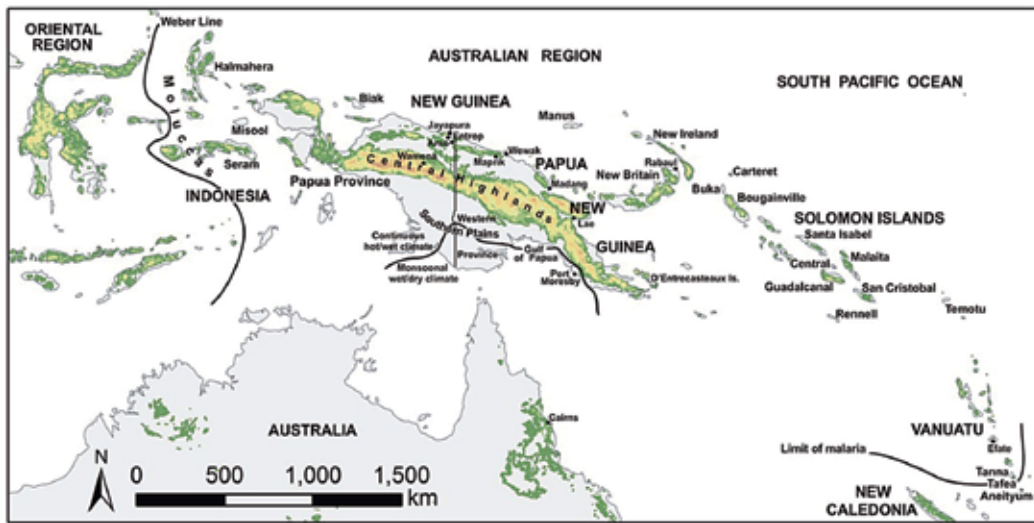 Weber Line
ORIENTAL
REGION
Halmahera
Moluccas
AUSTRALIAN REGION
SOUTH PACIFIC OCEAN
Biak
NEW GUINEA
Manus
Misool
Jayapura
Entrop
Arso
New Ireland
Seram
Wamena
Maprik
Wewak
PAPUA
Rabaul
Carteret
Central Highlands
New Britain
Madang
Buka
Bougainville
INDONESIA
Papua Province
NEW
Lae
SOLOMON ISLANDS
Southern Plains
Western
Province
Santa Isabel
Continuous
hot/wet climate
Gulf
of Papua
GUINEA
Central
Malaita
Monsoonal
wet/dry climate
Port
Moresby
D'Entrecasteaux Is.
Guadalcanal
San Cristobal
Rennell
Temotu
Cairns
AUSTRALIA
VANUATU
Efate
Limit of malaria
N
0 500 1,000 1,500
km
Tanna
Tafea
Aneityum
NEW
CALEDONIA